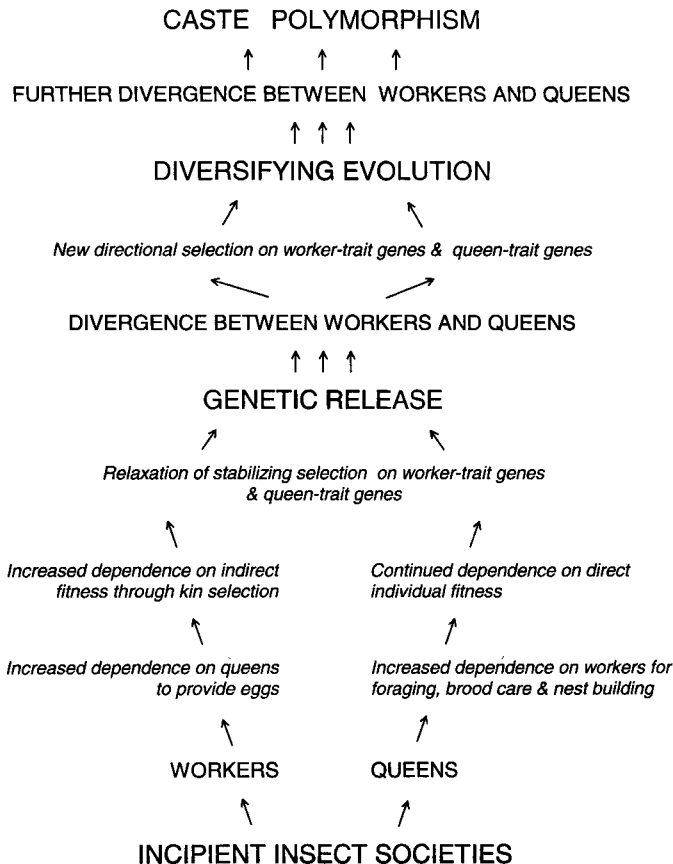 CASTE POLYMORPHISM
FURTHER DIVERGENCE BETWEEN WORKERS AND QUEENS
DIVERSIFYING EVOLUTION
New directional selection on worker-trait genes & queen-trait genes
DIVERGENCE BETWEEN WORKERS AND QUEENS
GENETIC RELEASE
Relaxation of stabilizing selection on worker-trait genes
& queen-trait genes
Increased dependence on indirect
fitness through kin selection
Continued dependence on direct
individual fitness
Increased dependence on queens
to provide eggs
Increased dependence on workers for
foraging, brood care & nest building
WORKERS
QUEENS
INCIPIENT INSECT SOCIETIES